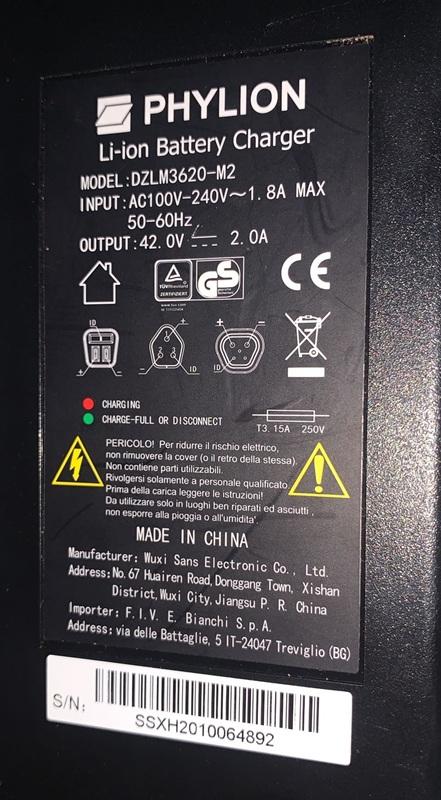 PHYLION
Li-ion Battery Charger
MODEL:DZLM3620-M2
INPUT:AC100V-240V～1.8A MAX
50-60Hz
OUTPUT:42.0V⎓ 2.0A
TÜVRheinland
ZERTIFIZIERT
GS
CE
ID
+ -
- + ID
+ - ID
CHARGING
CHARGE-FULL OR DISCONNECT
T3.15A 250V
PERICOLO! Per ridurre il rischio elettrico,
non rimuovere la cover (o il retro della stessa).
Non contiene parti utilizzabili.
Rivolgersi solamente a personale qualificato.
Prima della carica leggere le istruzioni!
Da utilizzare solo in luoghi ben riparati ed asciutti ,
non esporre alla pioggia o all'umidita'.
MADE IN CHINA
Manufacturer: Wuxi Sans Electronic Co., Ltd.
Address:No.67 Huairen Road,Donggang Town, Xishan
District,Wuxi City,Jiangsu P. R. China
Importer: F.I.V.E. Bianchi S.p.A.
Address: via delle Battaglie, 5 IT-24047 Treviglio (BG)
S/N:
SSXH2010064892